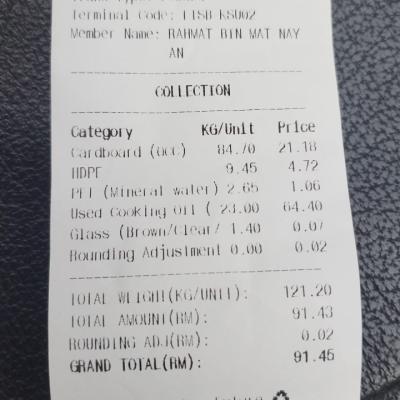 Terminal Code: ITSB-KSU02
Member Name: RAHMAT BIN MAT NAY
AN
COLLECTION
Category KG/Unit Price
Cardboard (OCC) 84.70 21.18
HDPE 9.45 4.72
PET (Mineral water) 2.65 1.06
Used Cooking Oil ( 23.00 64.40
Glass (Brown/Clear/ 1.40 0.07
Rounding Adjustment 0.00 0.02
TOTAL WEIGHT(KG/UNIT): 121.20
TOTAL AMOUNT(RM): 91.43
ROUNDING ADJ(RM): 0.02
GRAND TOTAL(RM): 91.45